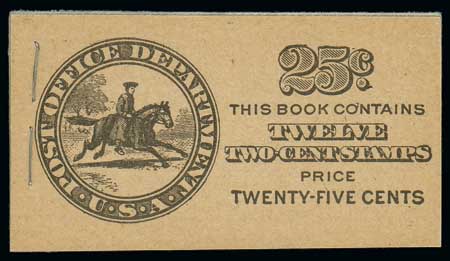 POST OFFICE DEPARTMENT
U.S.A.
25¢.
THIS BOOK CONTAINS
TWELVE
TWO-CENT STAMPS
PRICE
TWENTY-FIVE CENTS